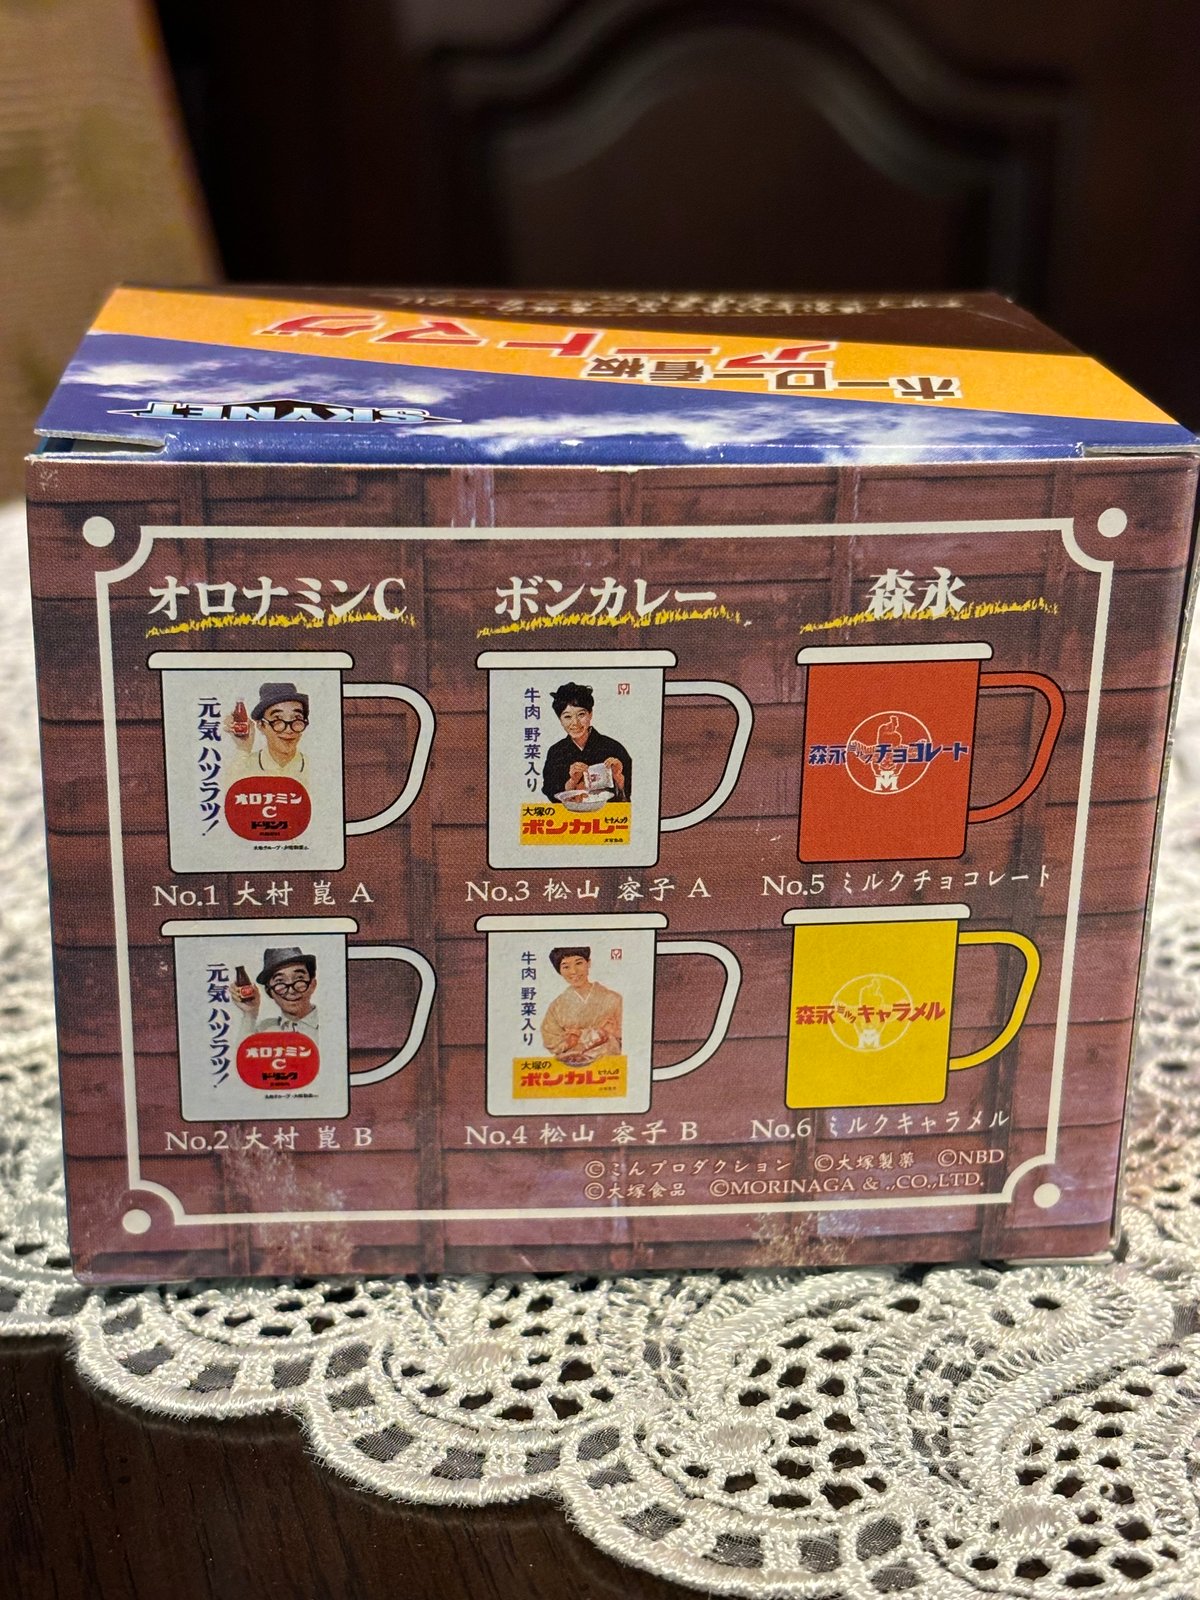 ホーロー看板
アニトマグ
SKYNET
オロナミンC
ボンカレー
森永
元気ハツラツ!
オロナミン
C
ドリンク
牛肉 野菜入り
大塚の
ボンカレー
森永ミルクチョコレート
M
No.1 大村 崑 A
No.3 松山 容子 A
No.5 ミルクチョコレート
元気ハツラツ!
オロナミン
C
ドリンク
牛肉 野菜入り
大塚の
ボンカレー
森永ミルクキャラメル
M
No.2 大村 崑 B
No.4 松山 容子 B
No.6 ミルクキャラメル
©こんプロダクション ©大塚製薬 ©NBD
©大塚食品 ©MORINAGA & .,CO.,LTD.